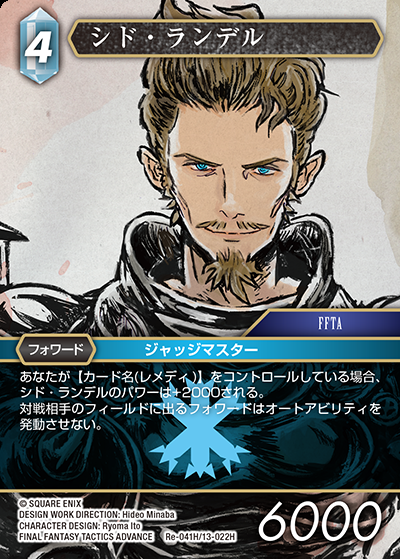 4
シド・ランデル
FFTA
フォワード
ジャッジマスター
あなたが【カード名(レメディ)】をコントロールしている場合、
シド・ランデルのパワーは+2000される。
対戦相手のフィールドに出るフォワードはオートアビリティを
発動させない。
© SQUARE ENIX
DESIGN WORK DIRECTION: Hideo Minaba
CHARACTER DESIGN: Ryoma Ito
FINAL FANTASY TACTICS ADVANCE
Re-041H/13-022H
6000